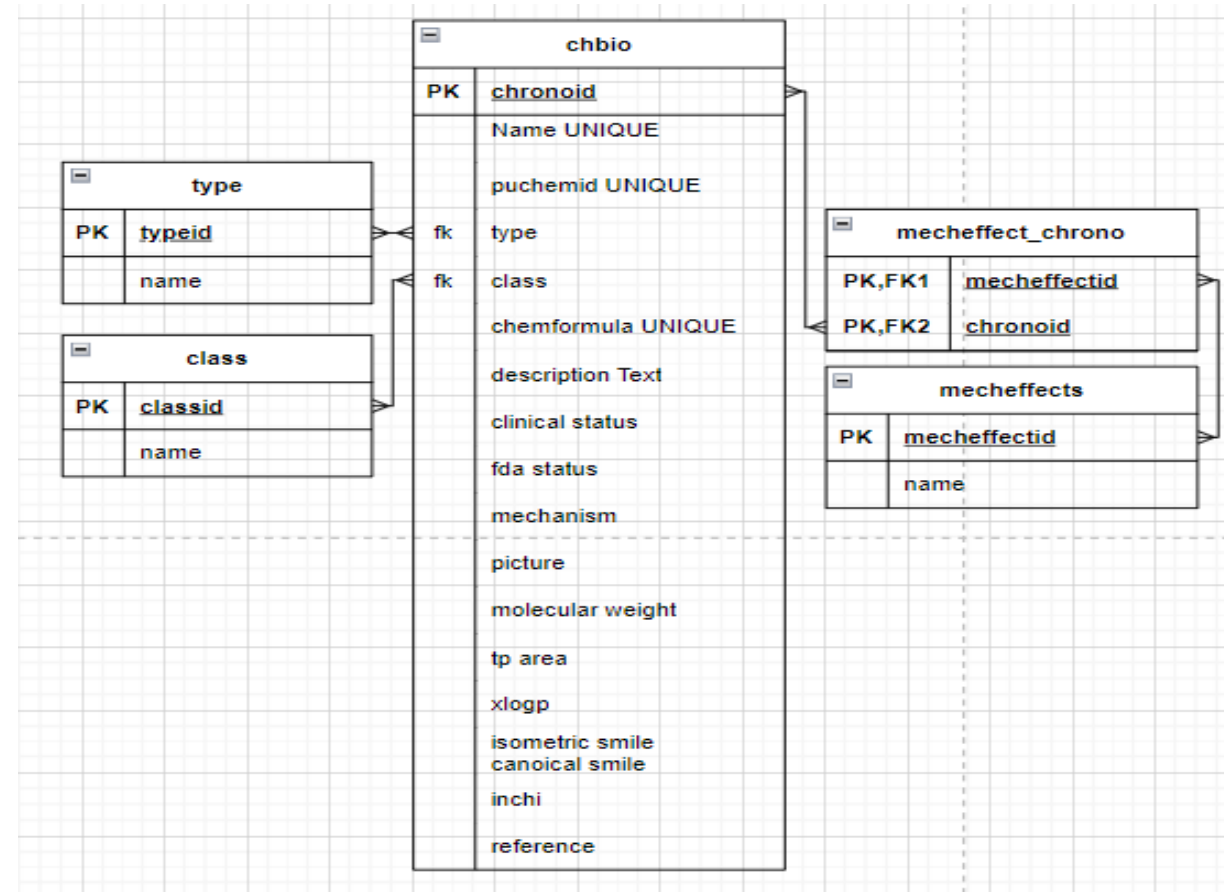 chbio
PK chronoid
Name UNIQUE
puchemid UNIQUE
fk type
fk class
chemformula UNIQUE
description Text
clinical status
fda status
mechanism
picture
molecular weight
tp area
xlogp
isometric smile
canoical smile
inchi
reference
type
PK typeid
name
class
PK classid
name
mecheffect_chrono
PK,FK1 mecheffectid
PK,FK2 chronoid
mecheffects
PK mecheffectid
name